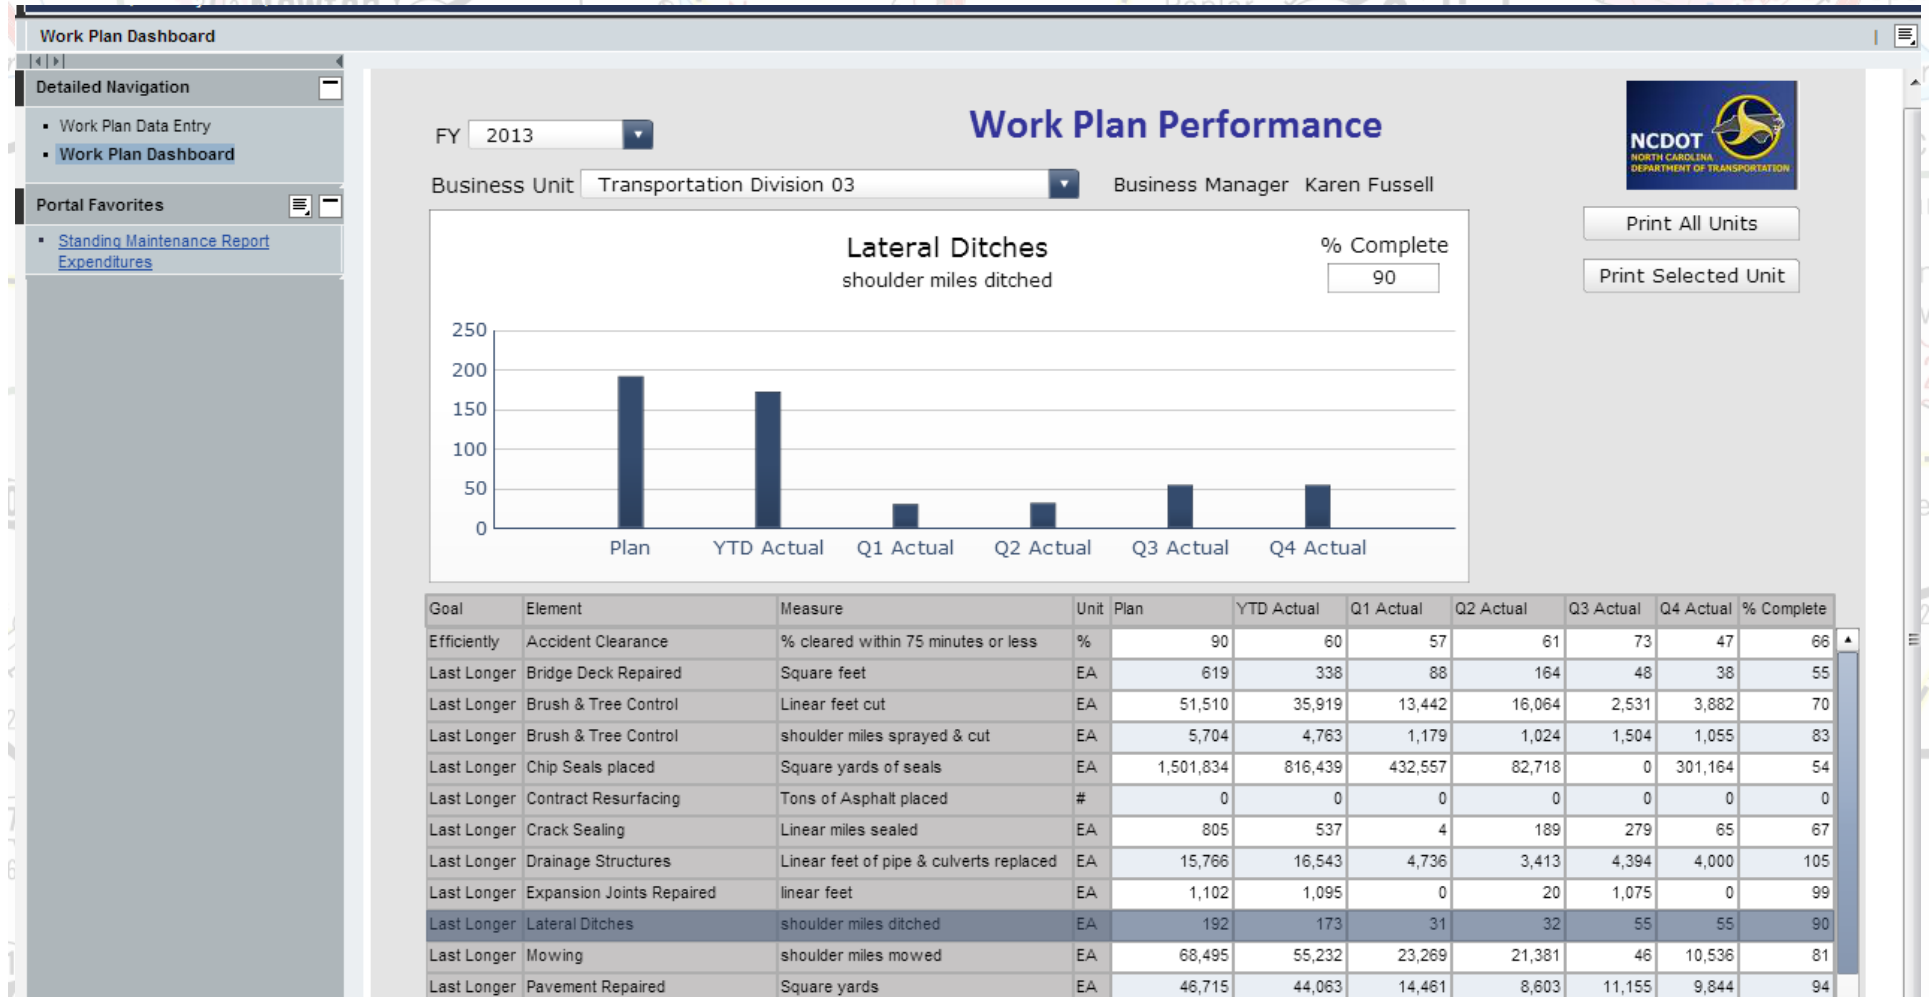 Work Plan Dashboard
Detailed Navigation
Work Plan Data Entry
Work Plan Dashboard
Portal Favorites
Standing Maintenance Report
Expenditures
FY 2013
Work Plan Performance
NCDOT
NORTH CAROLINA
DEPARTMENT OF TRANSPORTATION
Business Unit Transportation Division 03
Business Manager Karen Fussell
Print All Units
Print Selected Unit
Lateral Ditches
shoulder miles ditched
% Complete
90
250
200
150
100
50
0
Plan YTD Actual Q1 Actual Q2 Actual Q3 Actual Q4 Actual
Goal Element Measure Unit Plan YTD Actual Q1 Actual Q2 Actual Q3 Actual Q4 Actual % Complete
Efficiently Accident Clearance % cleared within 75 minutes or less % 90 60 57 61 73 47 66
Last Longer Bridge Deck Repaired Square feet EA 619 338 88 164 48 38 55
Last Longer Brush & Tree Control Linear feet cut EA 51,510 35,919 13,442 16,064 2,531 3,882 70
Last Longer Brush & Tree Control shoulder miles sprayed & cut EA 5,704 4,763 1,179 1,024 1,504 1,055 83
Last Longer Chip Seals placed Square yards of seals EA 1,501,834 816,439 432,557 82,718 0 301,164 54
Last Longer Contract Resurfacing Tons of Asphalt placed # 0 0 0 0 0 0 0
Last Longer Crack Sealing Linear miles sealed EA 805 537 4 189 279 65 67
Last Longer Drainage Structures Linear feet of pipe & culverts replaced EA 15,766 16,543 4,736 3,413 4,394 4,000 105
Last Longer Expansion Joints Repaired linear feet EA 1,102 1,095 0 20 1,075 0 99
Last Longer Lateral Ditches shoulder miles ditched EA 192 173 31 32 55 55 90
Last Longer Mowing shoulder miles mowed EA 68,495 55,232 23,269 21,381 46 10,536 81
Last Longer Pavement Repaired Square yards EA 46,715 44,063 14,461 8,603 11,155 9,844 94